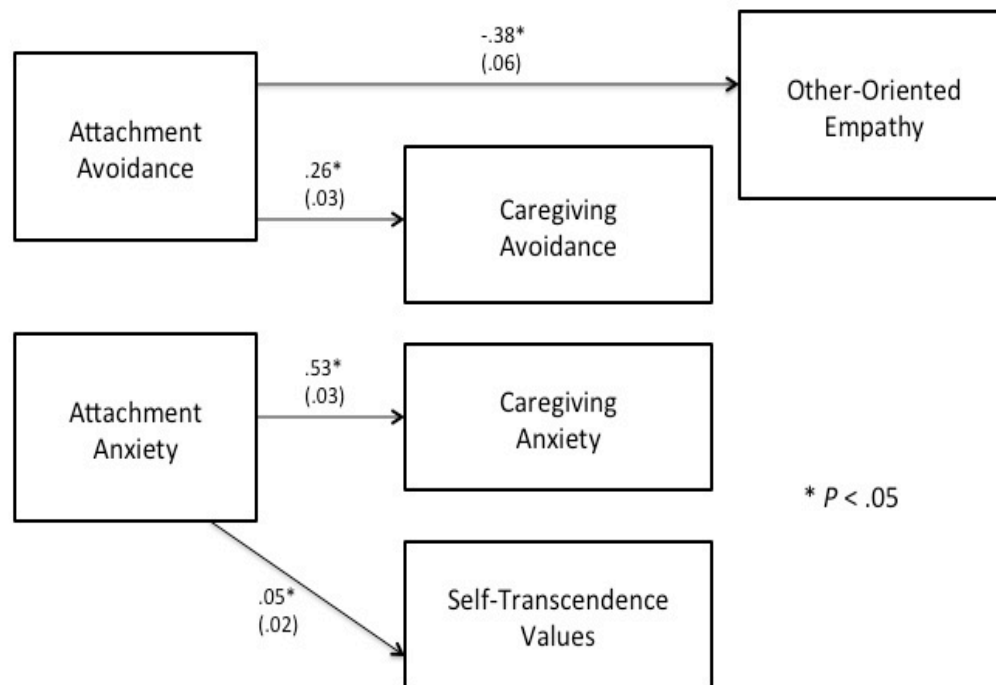 -.38*
(.06)
Attachment
Avoidance
Other-Oriented
Empathy
.26*
(.03)
Caregiving
Avoidance
Attachment
Anxiety
.53*
(.03)
Caregiving
Anxiety
* P < .05
.05*
(.02)
Self-Transcendence
Values